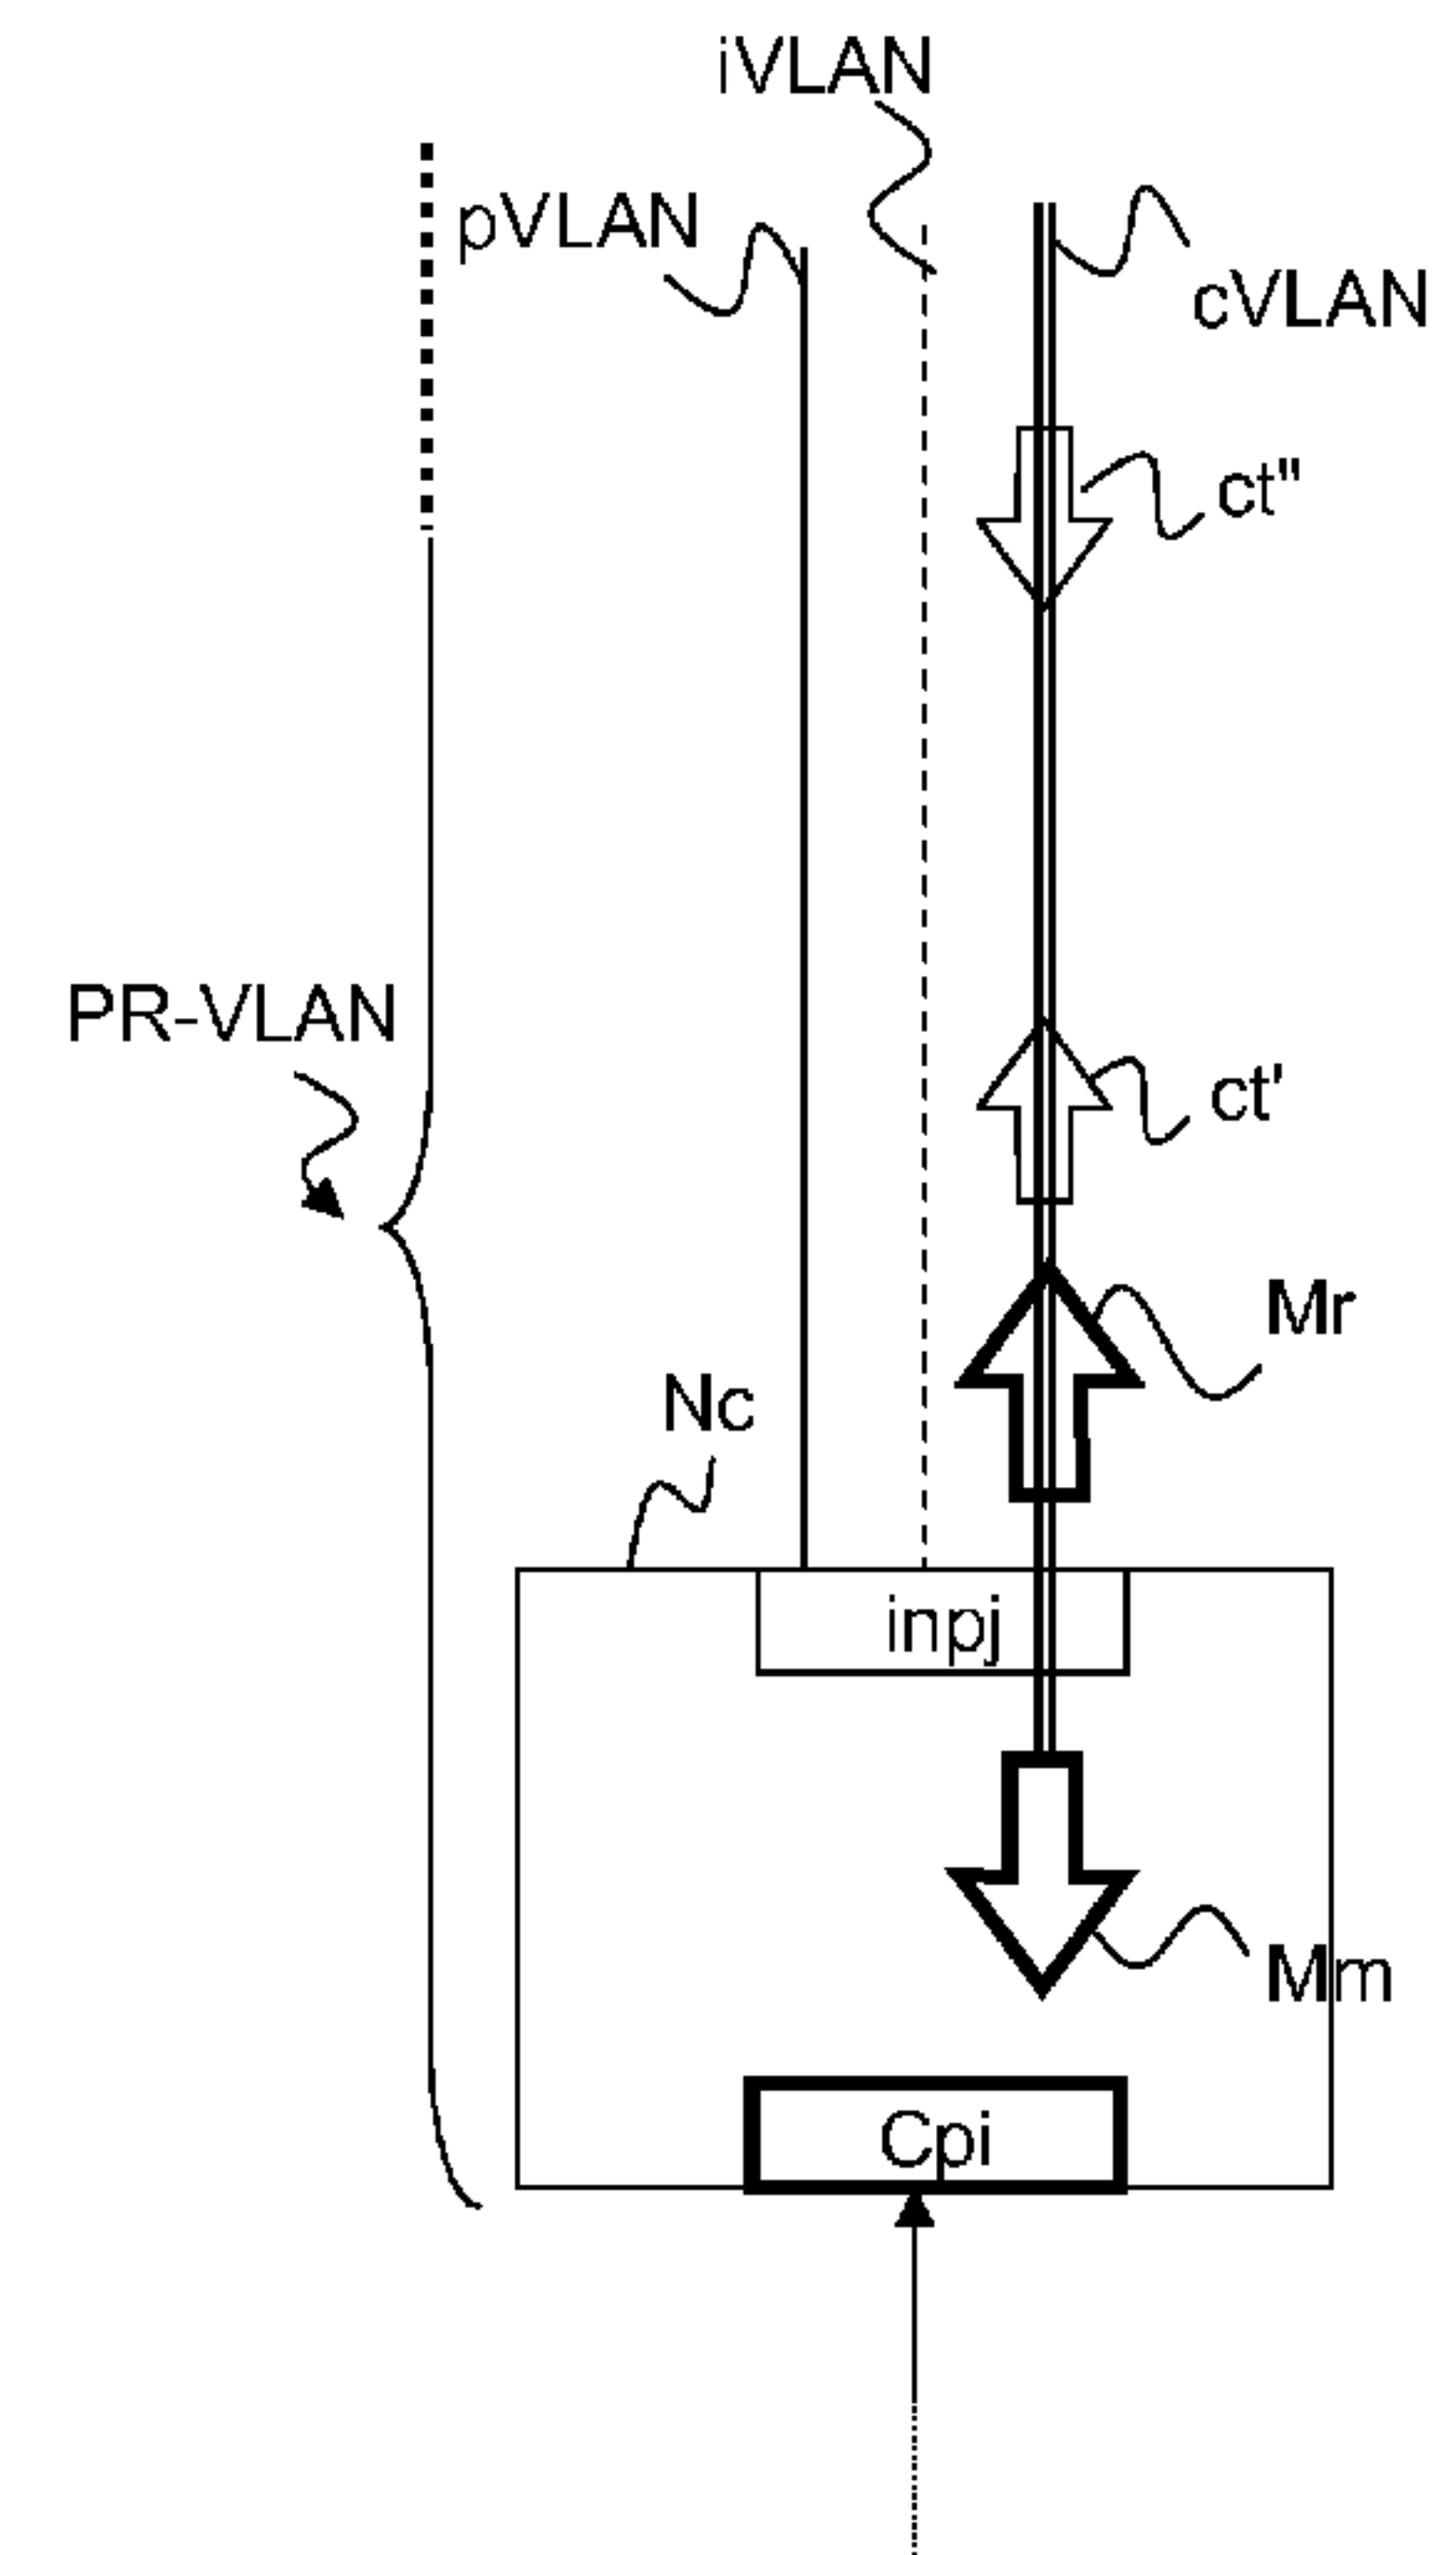 iVLAN
pVLAN
cVLAN
ct"
PR-VLAN
ct'
Mr
Nc
inpj
Mm
Cpi